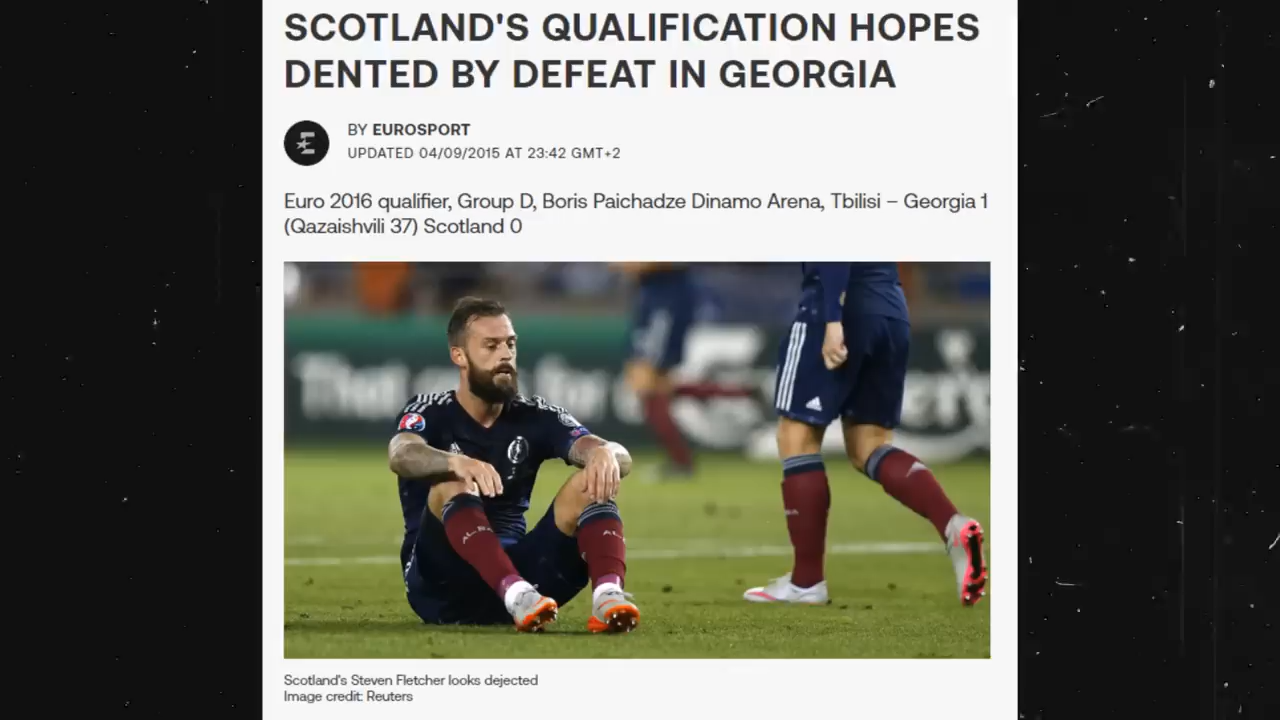 SCOTLAND'S QUALIFICATION HOPES
DENTED BY DEFEAT IN GEORGIA
BY EUROSPORT
UPDATED 04/09/2015 AT 23:42 GMT+2
Euro 2016 qualifier, Group D, Boris Paichadze Dinamo Arena, Tbilisi – Georgia 1
(Qazaishvili 37) Scotland 0
Scotland's Steven Fletcher looks dejected
Image credit: Reuters